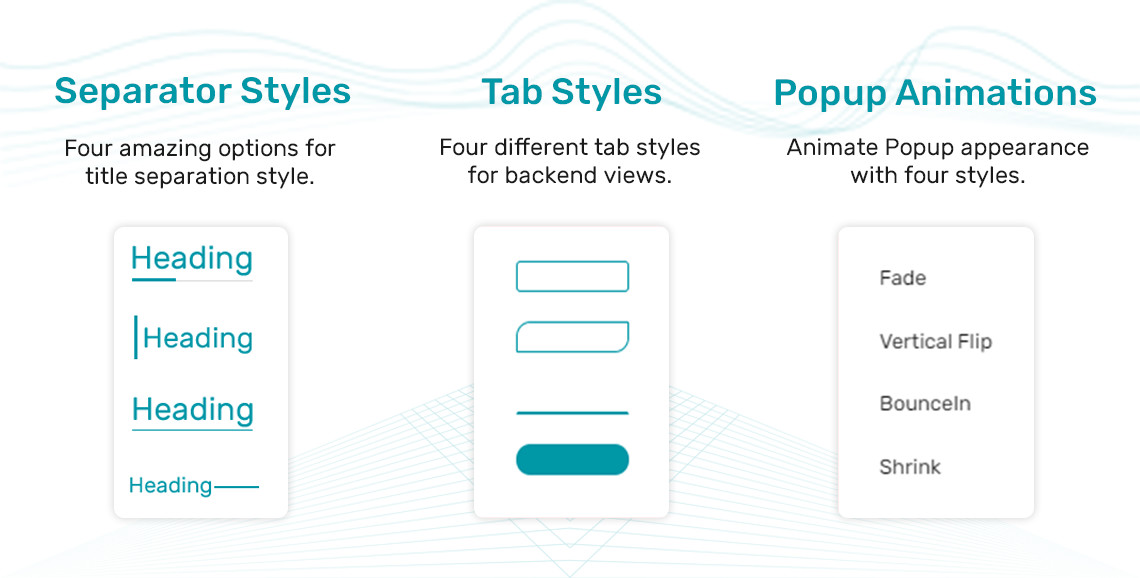 Separator Styles
Four amazing options for
title separation style.
Heading
Heading
Heading
Heading
Tab Styles
Four different tab styles
for backend views.
Popup Animations
Animate Popup appearance
with four styles.
Fade
Vertical Flip
BounceIn
Shrink